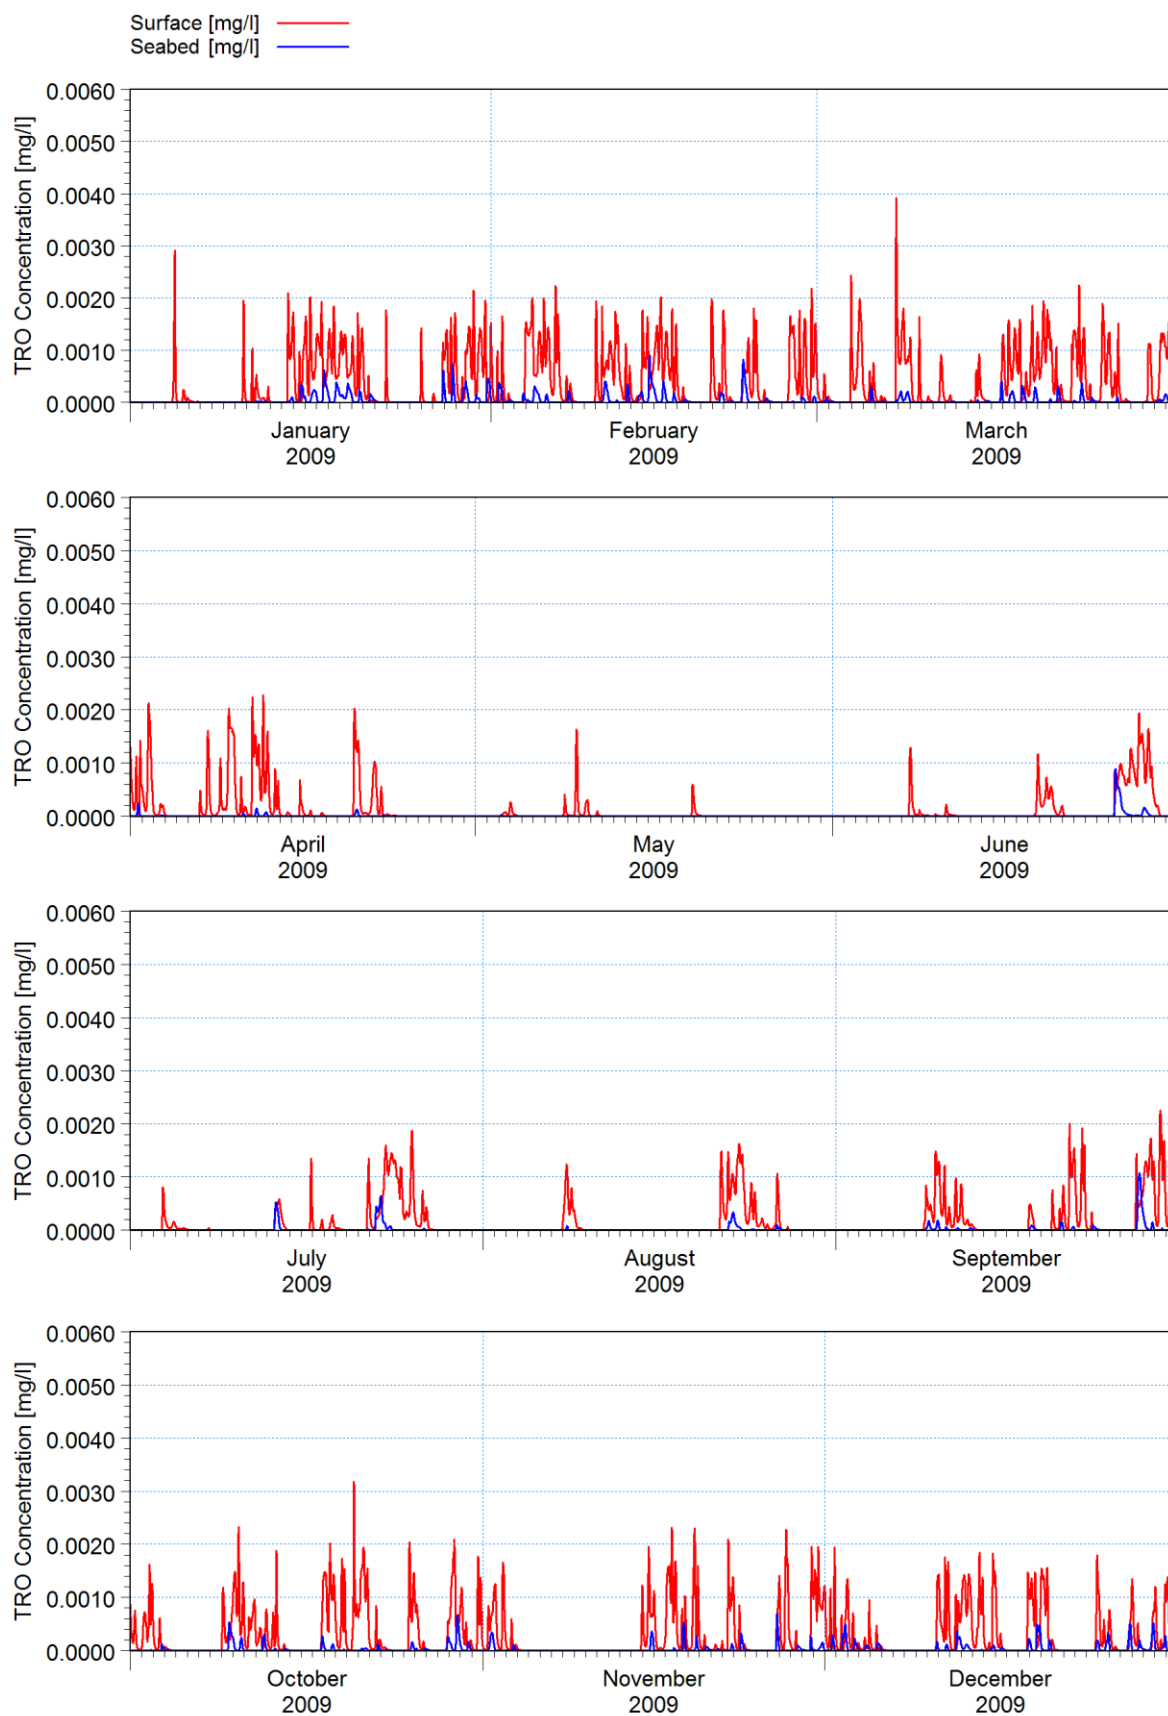 Surface [mg/l]
Seabed [mg/l]
TRO Concentration [mg/l]
0.0060
0.0050
0.0040
0.0030
0.0020
0.0010
0.0000
January
2009
February
2009
March
2009
TRO Concentration [mg/l]
0.0060
0.0050
0.0040
0.0030
0.0020
0.0010
0.0000
April
2009
May
2009
June
2009
TRO Concentration [mg/l]
0.0060
0.0050
0.0040
0.0030
0.0020
0.0010
0.0000
July
2009
August
2009
September
2009
TRO Concentration [mg/l]
0.0060
0.0050
0.0040
0.0030
0.0020
0.0010
0.0000
October
2009
November
2009
December
2009